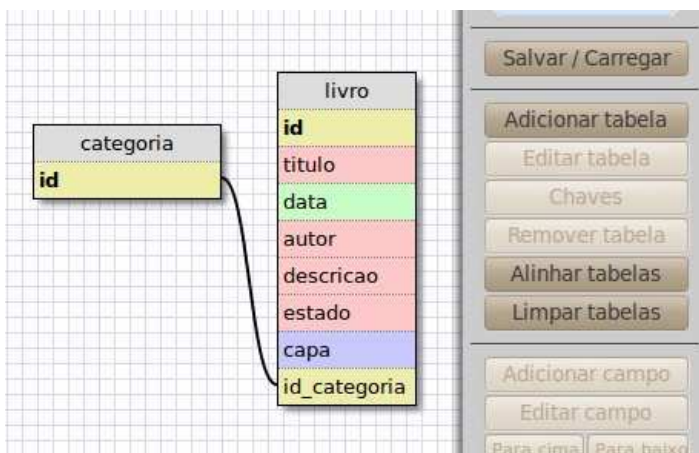 categoria
id
livro
id
titulo
data
autor
descricao
estado
capa
id_categoria
Salvar / Carregar
Adicionar tabela
Editar tabela
Chaves
Remover tabela
Alinhar tabelas
Limpar tabelas
Adicionar campo
Editar campo
Para cima Para baixo